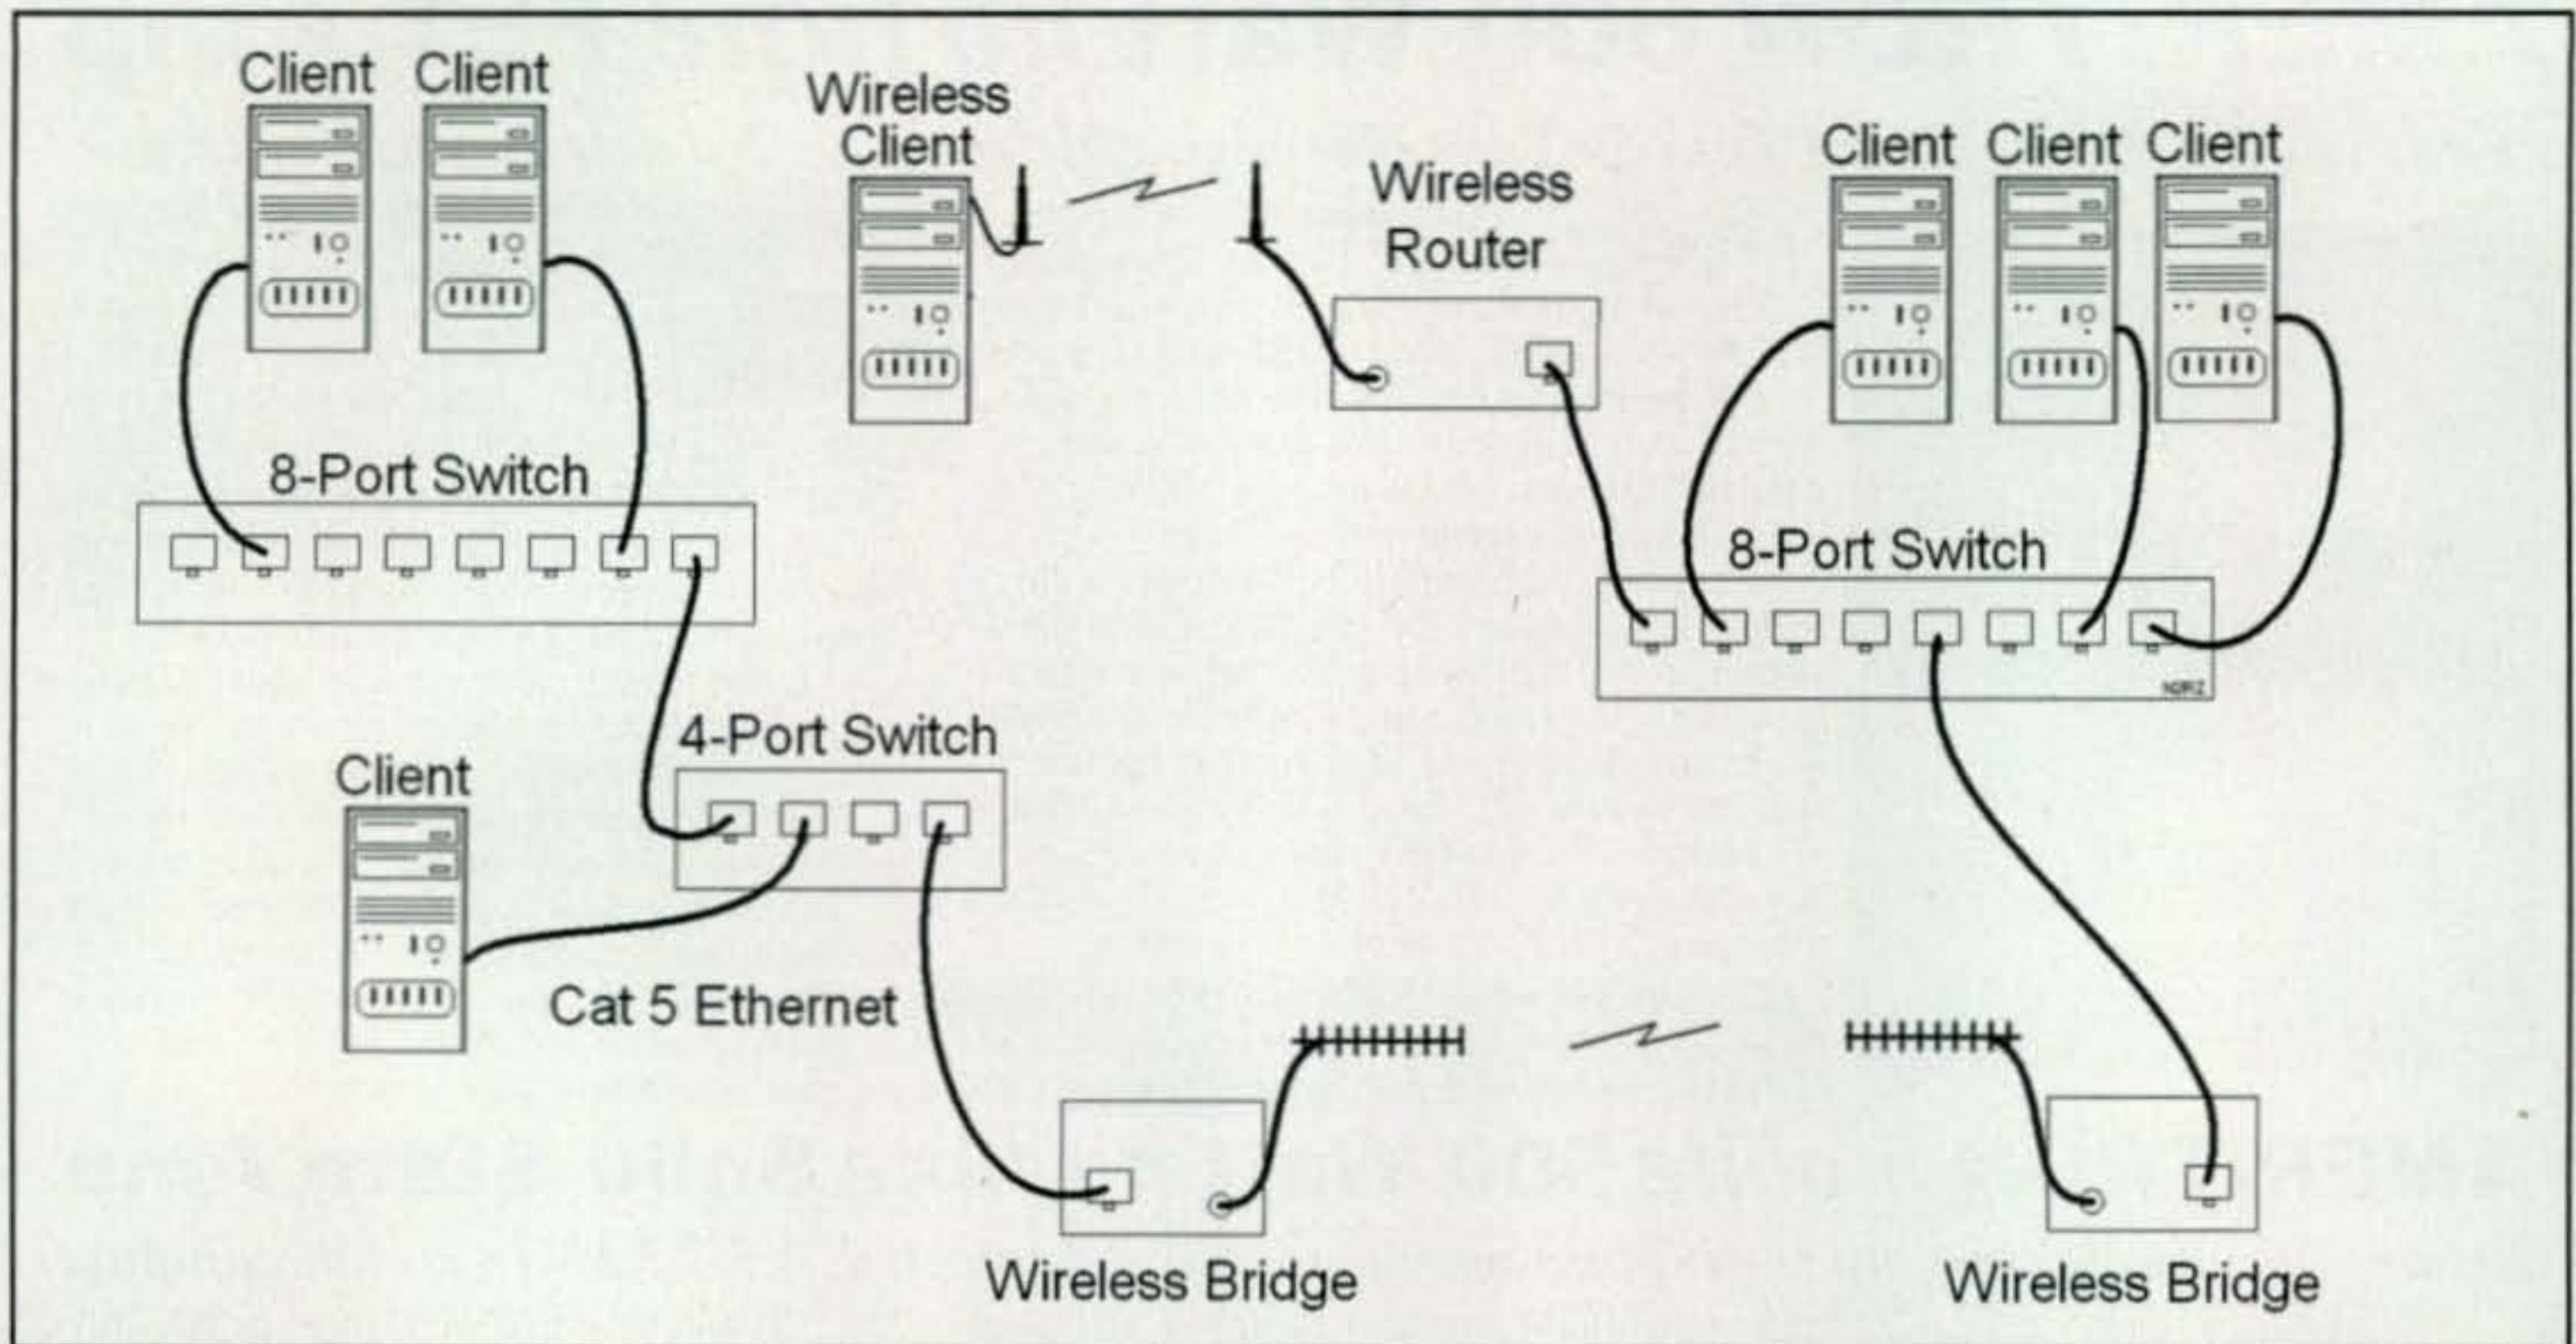 Client Client
Wireless
Client
Wireless
Router
Client Client Client
8-Port Switch
8-Port Switch
4-Port Switch
Client
Cat 5 Ethernet
Wireless Bridge
Wireless Bridge